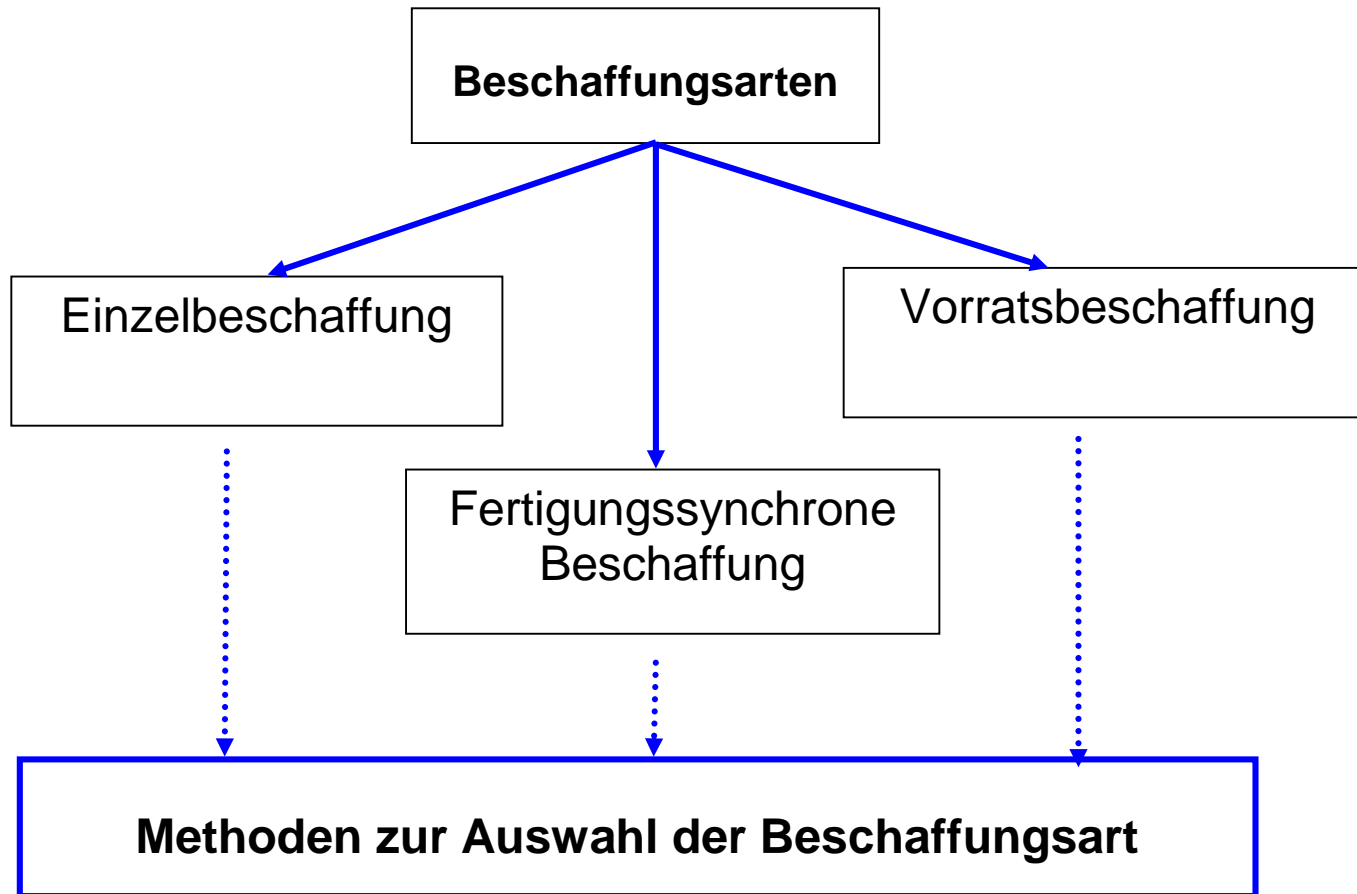 Beschaffungsarten
Einzelbeschaffung
Vorratsbeschaffung
Fertigungssynchrone
Beschaffung
Methoden zur Auswahl der Beschaffungsart